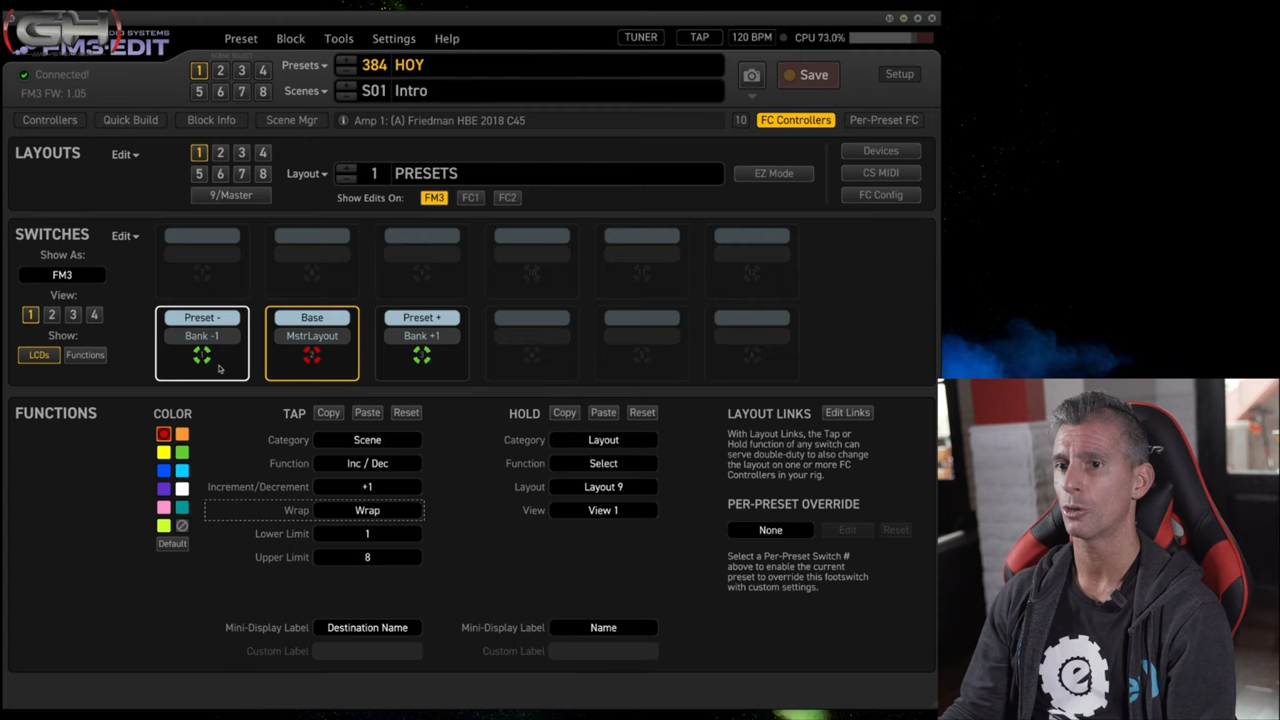 GH
AUDIO SYSTEMS
FM3-EDIT
Preset Block Tools Settings Help
TUNER TAP 120 BPM CPU 73.0%
Connected!
FM3 FW: 1.05
1 2 3 4
5 6 7 8
Presets 384 HOY
Scenes S01 Intro
Save
Setup
Controllers Quick Build Block Info Scene Mgr Amp 1: (A) Friedman HBE 2018 C45 10 FC Controllers Per-Preset FC
LAYOUTS Edit
1 2 3 4
5 6 7 8
9/Master
Layout 1 PRESETS
EZ Mode
Show Edits On: FM3 FC1 FC2
Devices
CS MIDI
FC Config
SWITCHES Edit
Show As:
FM3
View:
1 2 3 4
Show:
LCDs Functions
Preset - Base Preset +
Bank -1 MstrLayout Bank +1
1 2 3
FUNCTIONS
COLOR
Default
TAP Copy Paste Reset
Category Scene
Function Inc / Dec
Increment/Decrement +1
Wrap Wrap
Lower Limit 1
Upper Limit 8
Mini-Display Label Destination Name
Custom Label
HOLD Copy Paste Reset
Category Layout
Function Select
Layout Layout 9
View View 1
Mini-Display Label Name
Custom Label
LAYOUT LINKS Edit Links
With Layout Links, the Tap or
Hold function of any switch can
serve double-duty to also change
the layout on one or more FC
Controllers in your rig.
PER-PRESET OVERRIDE
None Edit Reset
Select a Per-Preset Switch #
above to enable the current
preset to override this footswitch
with custom settings.
e